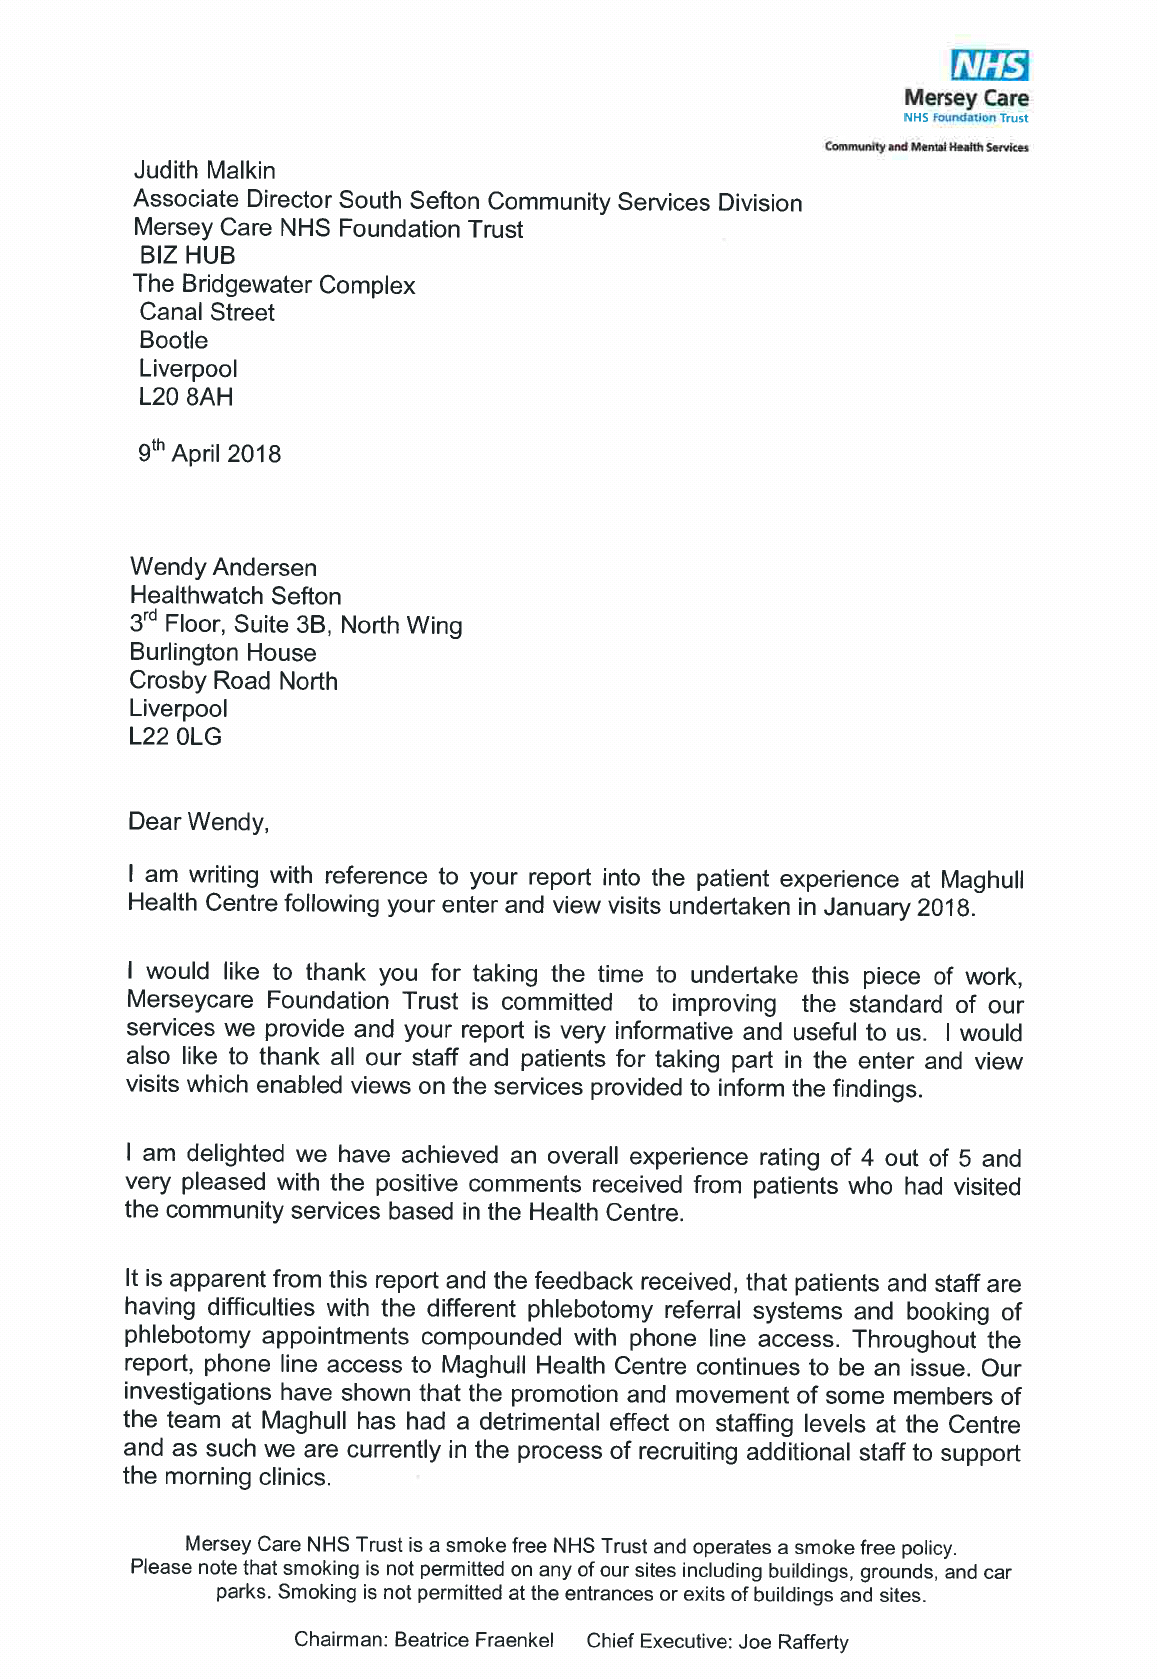 NHS
Mersey Care
NHS Foundation Trust
Community and Mental Health Services
Judith Malkin
Associate Director South Sefton Community Services Division
Mersey Care NHS Foundation Trust
BIZ HUB
The Bridgewater Complex
Canal Street
Bootle
Liverpool
L20 8AH
9th April 2018
Wendy Andersen
Healthwatch Sefton
3rd Floor, Suite 3B, North Wing
Burlington House
Crosby Road North
Liverpool
L22 0LG
Dear Wendy,
I am writing with reference to your report into the patient experience at Maghull
Health Centre following your enter and view visits undertaken in January 2018.
I would like to thank you for taking the time to undertake this piece of work,
Merseycare Foundation Trust is committed to improving the standard of our
services we provide and your report is very informative and useful to us. I would
also like to thank all our staff and patients for taking part in the enter and view
visits which enabled views on the services provided to inform the findings.
I am delighted we have achieved an overall experience rating of 4 out of 5 and
very pleased with the positive comments received from patients who had visited
the community services based in the Health Centre.
It is apparent from this report and the feedback received, that patients and staff are
having difficulties with the different phlebotomy referral systems and booking of
phlebotomy appointments compounded with phone line access. Throughout the
report, phone line access to Maghull Health Centre continues to be an issue. Our
investigations have shown that the promotion and movement of some members of
the team at Maghull has had a detrimental effect on staffing levels at the Centre
and as such we are currently in the process of recruiting additional staff to support
the morning clinics.
Mersey Care NHS Trust is a smoke free NHS Trust and operates a smoke free policy.
Please note that smoking is not permitted on any of our sites including buildings, grounds, and car
parks. Smoking is not permitted at the entrances or exits of buildings and sites.
Chairman: Beatrice Fraenkel Chief Executive: Joe Rafferty